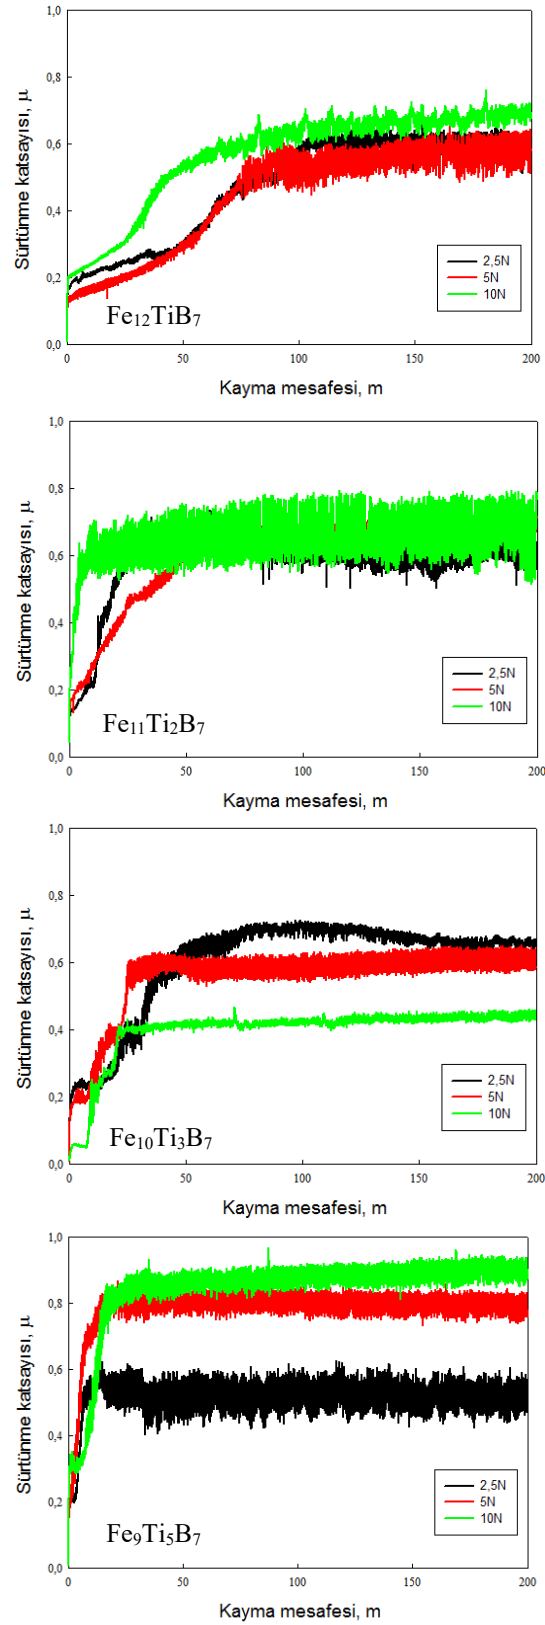 1,0
0,8
0,6
0,4
0,2
0,0
Sürtünme katsayısı, μ
2,5N
5N
10N
Fe₁₂TiB₇
0 50 100 150 200
Kayma mesafesi, m
1,0
0,8
0,6
0,4
0,2
0,0
Sürtünme katsayısı, μ
2,5N
5N
10N
Fe₁₁Ti₂B₇
0 50 100 150 200
Kayma mesafesi, m
1,0
0,8
0,6
0,4
0,2
0,0
Sürtünme katsayısı, μ
2,5N
5N
10N
Fe₁₀Ti₃B₇
0 50 100 150 200
Kayma mesafesi, m
1,0
0,8
0,6
0,4
0,2
0,0
Sürtünme katsayısı, μ
2,5N
5N
10N
Fe₉Ti₅B₇
0 50 100 150 200
Kayma mesafesi, m